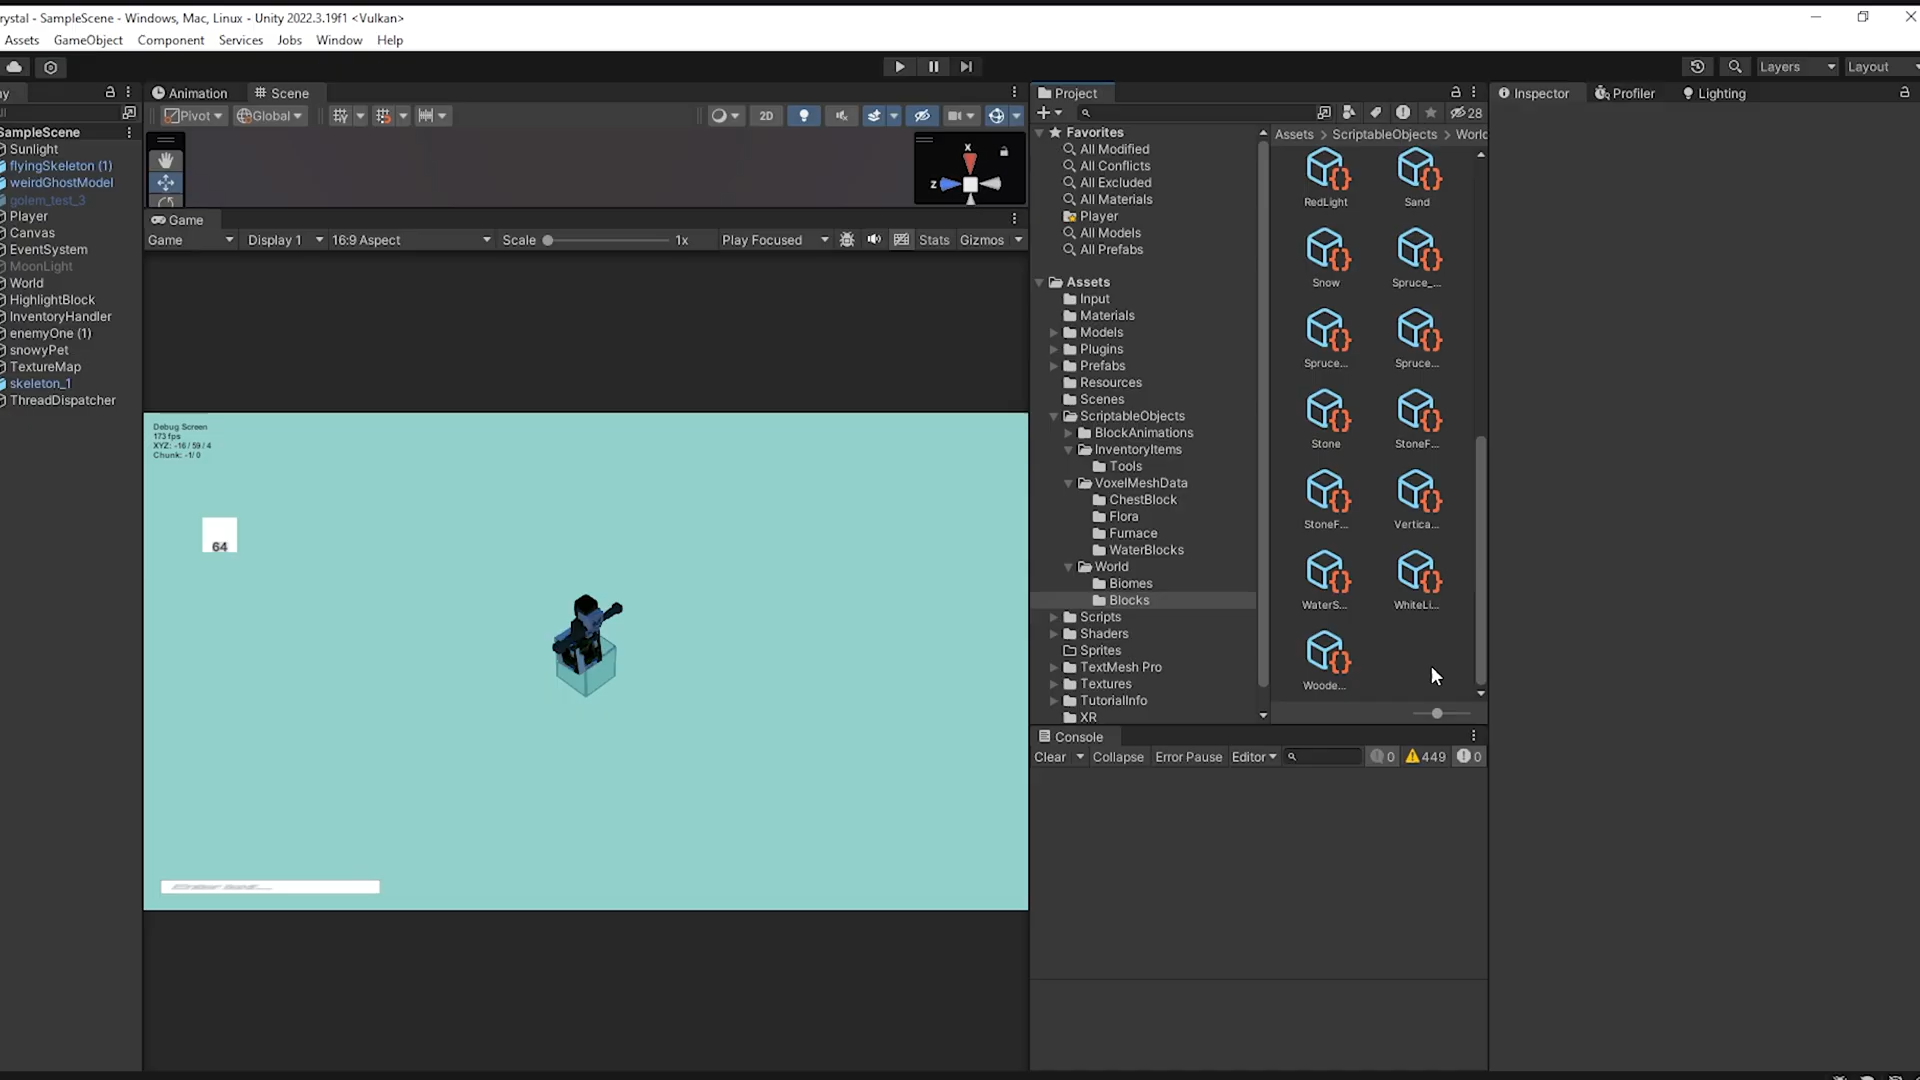 rystal - SampleScene - Windows, Mac, Linux - Unity 2022.3.19f1 <Vulkan>
Assets GameObject Component Services Jobs Window Help
Layers Layout
Animation Scene
Pivot Global 2D
SampleScene
Sunlight
flyingSkeleton (1)
weirdGhostModel
golem_test_3
Player
Canvas
EventSystem
MoonLight
World
HighlightBlock
InventoryHandler
enemyOne (1)
snowyPet
TextureMap
skeleton_1
ThreadDispatcher
x
z
Game
Game Display 1 16:9 Aspect Scale 1x Play Focused Stats Gizmos
Debug Screen
173 fps
XYZ: -16 / 59 / 4
Chunk: -1/ 0
64
Project
28
Favorites
All Modified
All Conflicts
All Excluded
All Materials
Player
All Models
All Prefabs
Assets
Input
Materials
Models
Plugins
Prefabs
Resources
Scenes
ScriptableObjects
BlockAnimations
InventoryItems
Tools
VoxelMeshData
ChestBlock
Flora
Furnace
WaterBlocks
World
Biomes
Blocks
Scripts
Shaders
Sprites
TextMesh Pro
Textures
TutorialInfo
XR
Assets > ScriptableObjects > World
RedLight Sand
Snow Spruce_...
Spruce... Spruce...
Stone StoneF...
StoneF... Vertica...
WaterS... WhiteLi...
Woode...
Console
Clear Collapse Error Pause Editor 0 449 0
Inspector Profiler Lighting